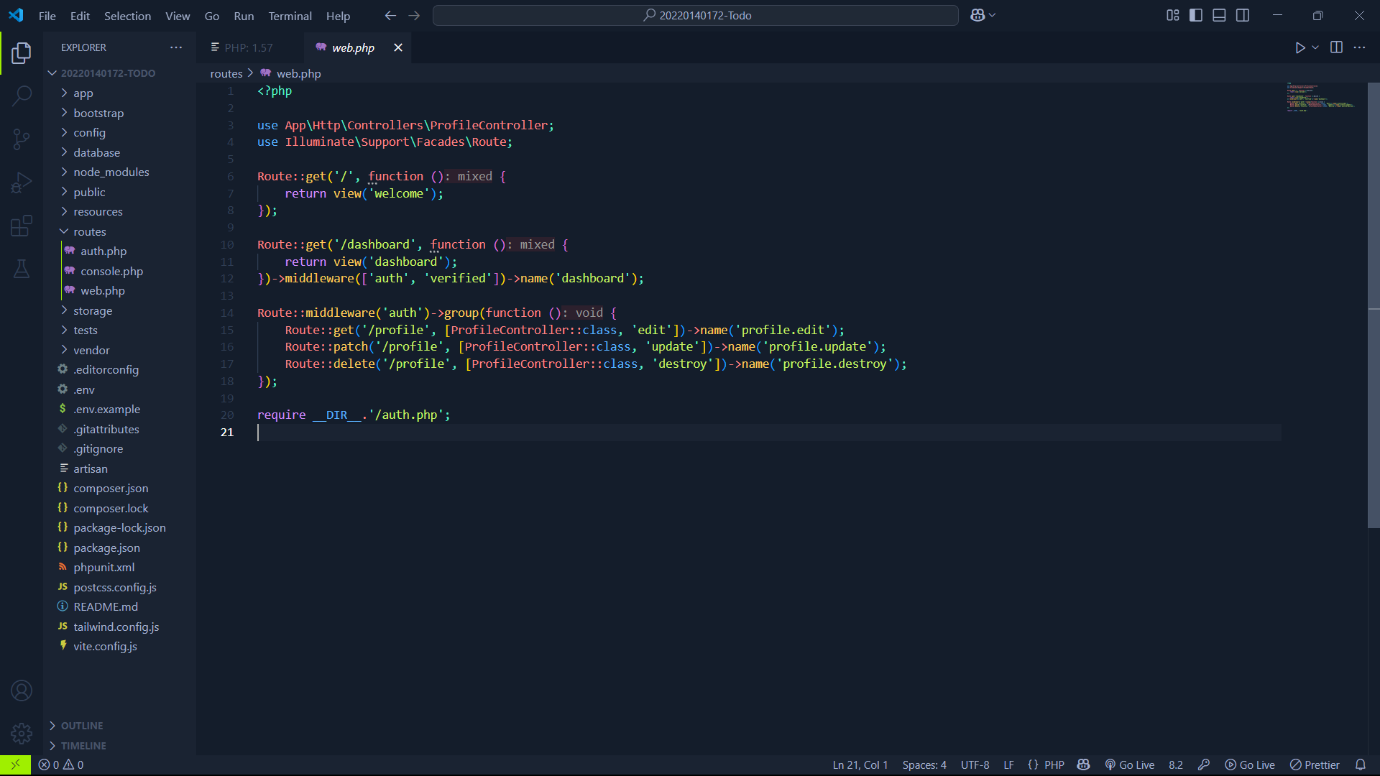 File Edit Selection View Go Run Terminal Help
20220140172-Todo
EXPLORER
PHP: 1.57
web.php
20220140172-TODO
app
bootstrap
config
database
node_modules
public
resources
routes
auth.php
console.php
web.php
storage
tests
vendor
.editorconfig
.env
$ .env.example
.gitattributes
.gitignore
artisan
{} composer.json
{} composer.lock
{} package-lock.json
{} package.json
phpunit.xml
JS postcss.config.js
README.md
JS tailwind.config.js
vite.config.js
OUTLINE
TIMELINE
routes > web.php
1 <?php
2
3 use App\Http\Controllers\ProfileController;
4 use Illuminate\Support\Facades\Route;
5
6 Route::get('/', function (): mixed {
7     return view('welcome');
8 });
9
10 Route::get('/dashboard', function (): mixed {
11     return view('dashboard');
12 })->middleware(['auth', 'verified'])->name('dashboard');
13
14 Route::middleware('auth')->group(function (): void {
15     Route::get('/profile', [ProfileController::class, 'edit'])->name('profile.edit');
16     Route::patch('/profile', [ProfileController::class, 'update'])->name('profile.update');
17     Route::delete('/profile', [ProfileController::class, 'destroy'])->name('profile.destroy');
18 });
19
20 require __DIR__.'/auth.php';
21
0 0
Ln 21, Col 1 Spaces: 4 UTF-8 LF {} PHP Go Live 8.2 Go Live Prettier